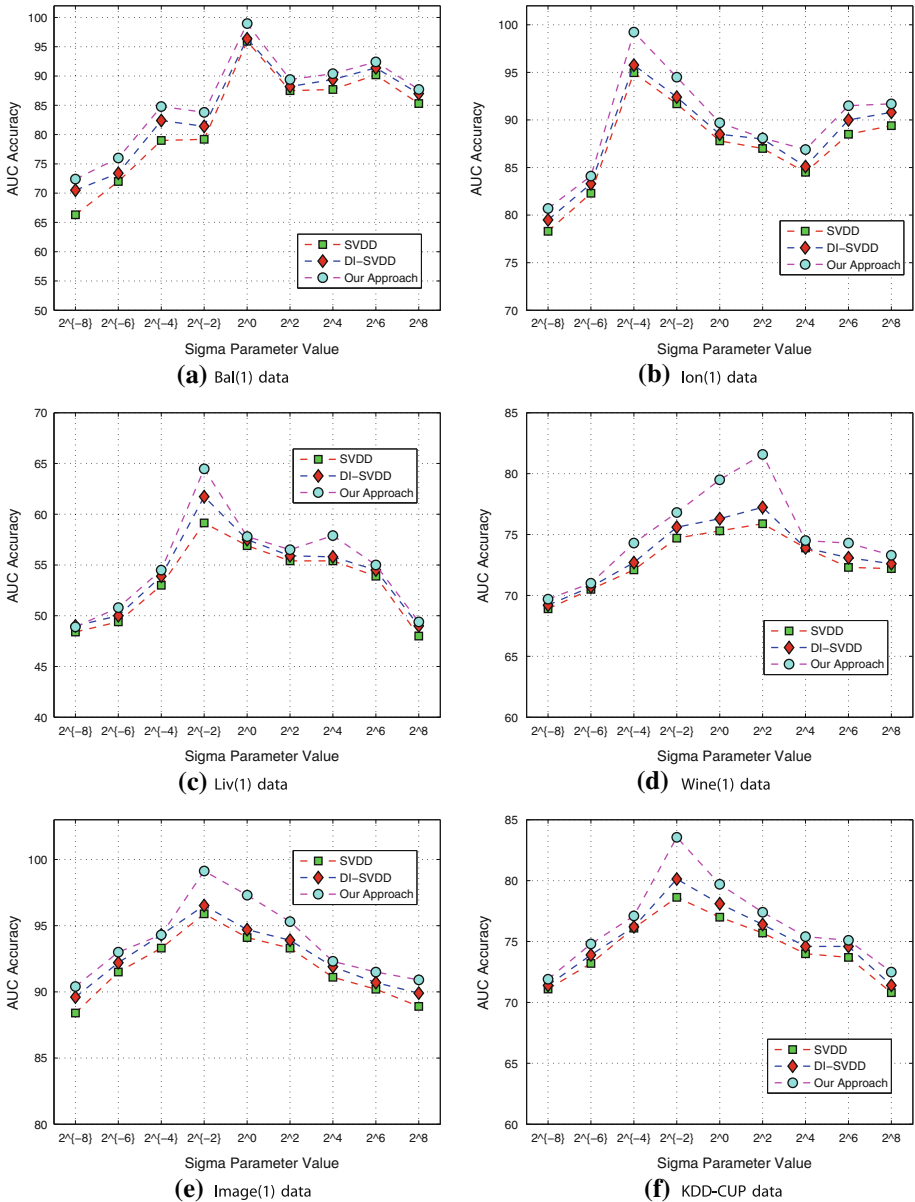 100
95
90
85
80
75
70
65
60
55
50
AUC Accuracy
SVDD
DI−SVDD
Our Approach
2^{−8} 2^{−6} 2^{−4} 2^{−2} 2^0 2^2 2^4 2^6 2^8
Sigma Parameter Value
(a) Bal(1) data
100
95
90
85
80
75
70
AUC Accuracy
SVDD
DI−SVDD
Our Approach
2^{−8} 2^{−6} 2^{−4} 2^{−2} 2^0 2^2 2^4 2^6 2^8
Sigma Parameter Value
(b) Ion(1) data
70
65
60
55
50
45
40
AUC Accuracy
SVDD
DI−SVDD
Our Approach
2^{−8} 2^{−6} 2^{−4} 2^{−2} 2^0 2^2 2^4 2^6 2^8
Sigma Parameter Value
(c) Liv(1) data
85
80
75
70
65
60
AUC Accuracy
SVDD
DI−SVDD
Our Approach
2^{−8} 2^{−6} 2^{−4} 2^{−2} 2^0 2^2 2^4 2^6 2^8
Sigma Parameter Value
(d) Wine(1) data
100
95
90
85
80
AUC Accuracy
SVDD
DI−SVDD
Our Approach
2^{−8} 2^{−6} 2^{−4} 2^{−2} 2^0 2^2 2^4 2^6 2^8
Sigma Parameter Value
(e) Image(1) data
85
80
75
70
65
60
AUC Accuracy
SVDD
DI−SVDD
Our Approach
2^{−8} 2^{−6} 2^{−4} 2^{−2} 2^0 2^2 2^4 2^6 2^8
Sigma Parameter Value
(f) KDD-CUP data